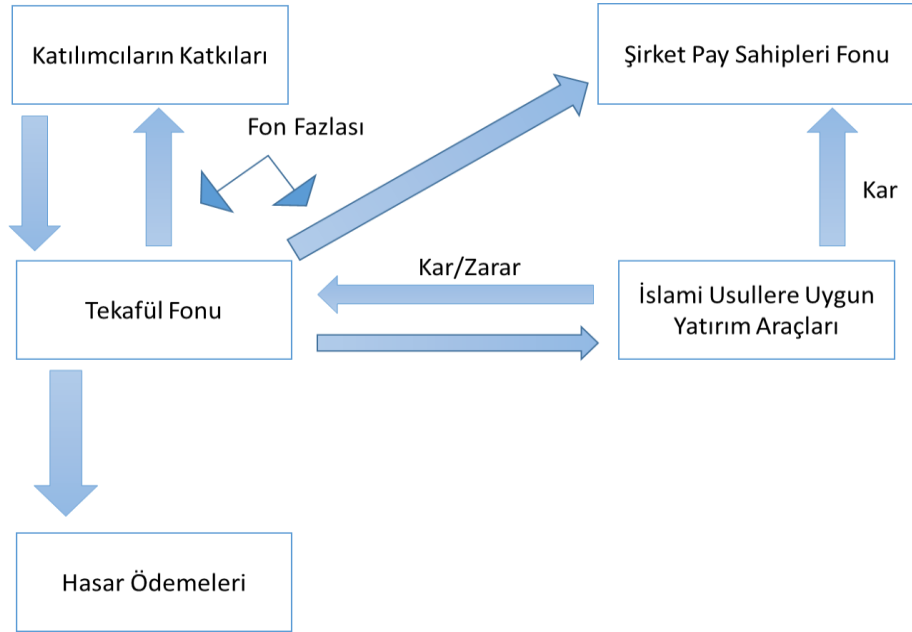 Katılımcıların Katkıları
Şirket Pay Sahipleri Fonu
Fon Fazlası
Kar
Kar/Zarar
Tekafül Fonu
İslami Usullere Uygun
Yatırım Araçları
Hasar Ödemeleri